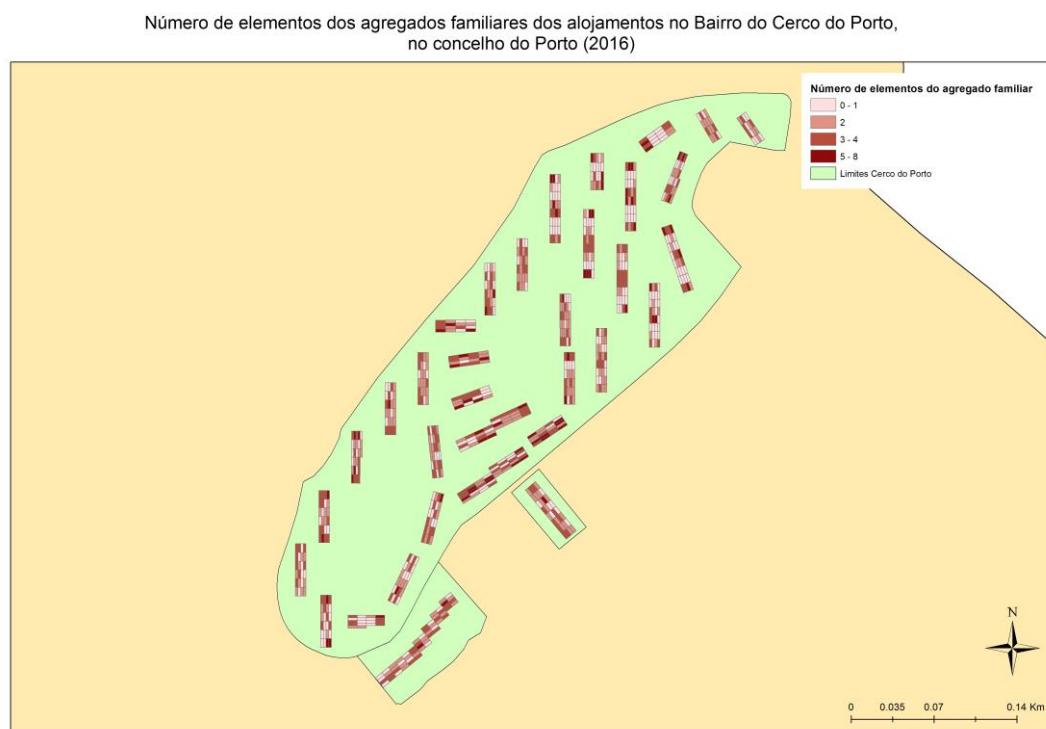 Número de elementos dos agregados familiares dos alojamentos no Bairro do Cerco do Porto,
no concelho do Porto (2016)
Número de elementos do agregado familiar
0 - 1
2
3 - 4
5 - 8
Limites Cerco do Porto
N
0 0.035 0.07 0.14 Km